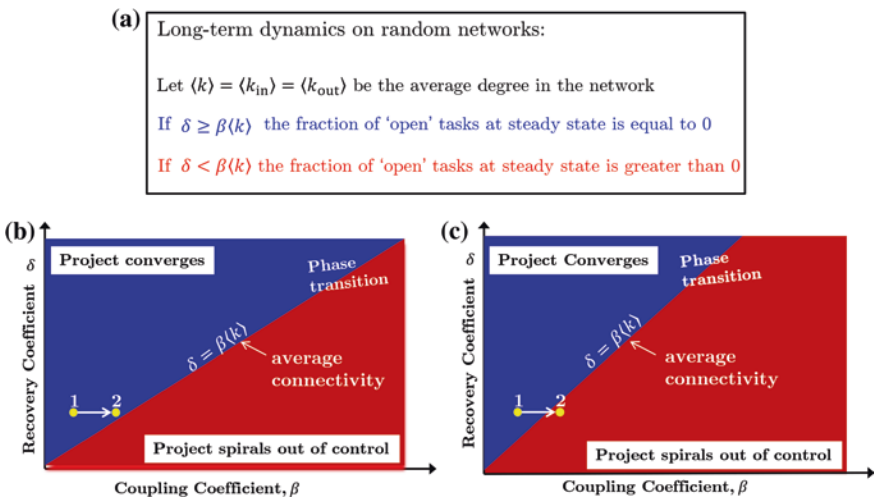 (a)
Long-term dynamics on random networks:
Let ⟨k⟩ = ⟨k_in⟩ = ⟨k_out⟩ be the average degree in the network
If δ ≥ β⟨k⟩ the fraction of 'open' tasks at steady state is equal to 0
If δ < β⟨k⟩ the fraction of 'open' tasks at steady state is greater than 0
(b)
Project converges
Phase
transition
δ = β⟨k⟩
average
connectivity
1 2
Project spirals out of control
Recovery Coefficient δ
Coupling Coefficient, β
(c)
Project Converges
Phase
transition
δ = β⟨k⟩
average
connectivity
1 2
Project spirals out of control
Recovery Coefficient δ
Coupling Coefficient, β